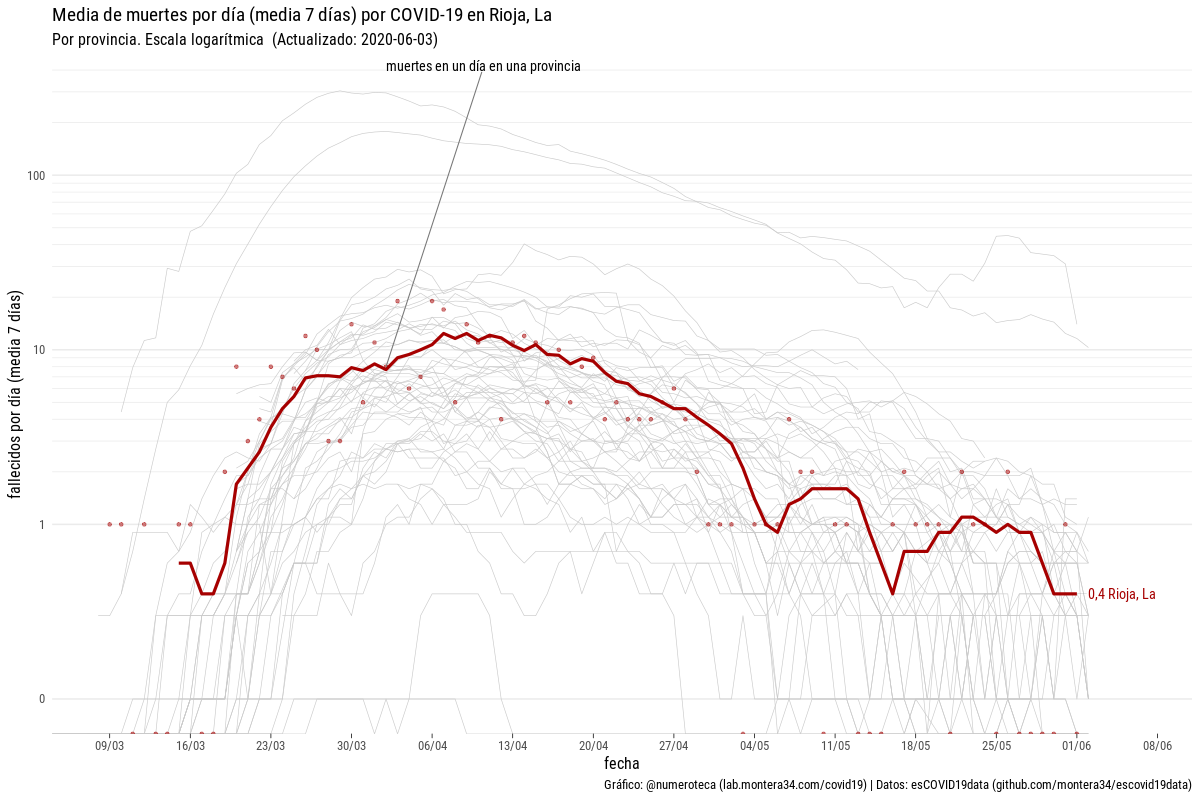 Media de muertes por día (media 7 días) por COVID-19 en Rioja, La
Por provincia. Escala logarítmica  (Actualizado: 2020-06-03)
muertes en un día en una provincia
fallecidos por día (media  7 días)
100
10
1
0
0,4 Rioja, La
09/03 16/03 23/03 30/03 06/04 13/04 20/04 27/04 04/05 11/05 18/05 25/05 01/06 08/06
fecha
Gráfico: @numeroteca (lab.montera34.com/covid19) | Datos: esCOVID19data (github.com/montera34/escovid19data)